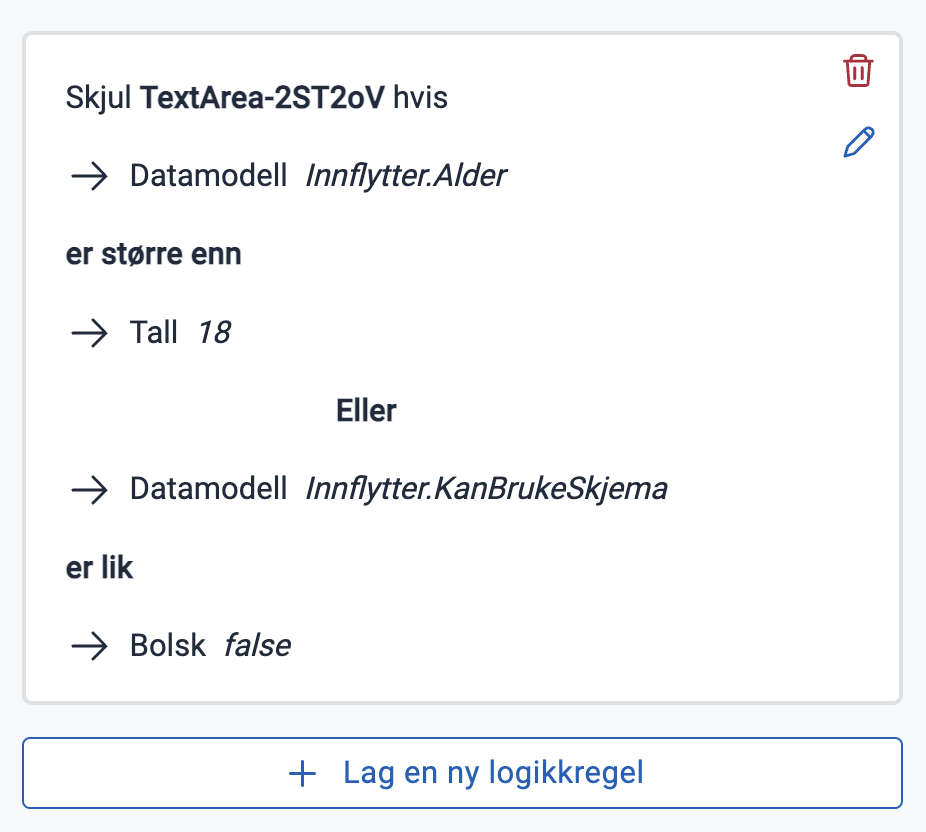 Skjul TextArea-2ST2oV hvis
Datamodell Innflytter.Alder
er større enn
Tall 18
Eller
Datamodell Innflytter.KanBrukeSkjema
er lik
Bolsk false
Lag en ny logikkregel